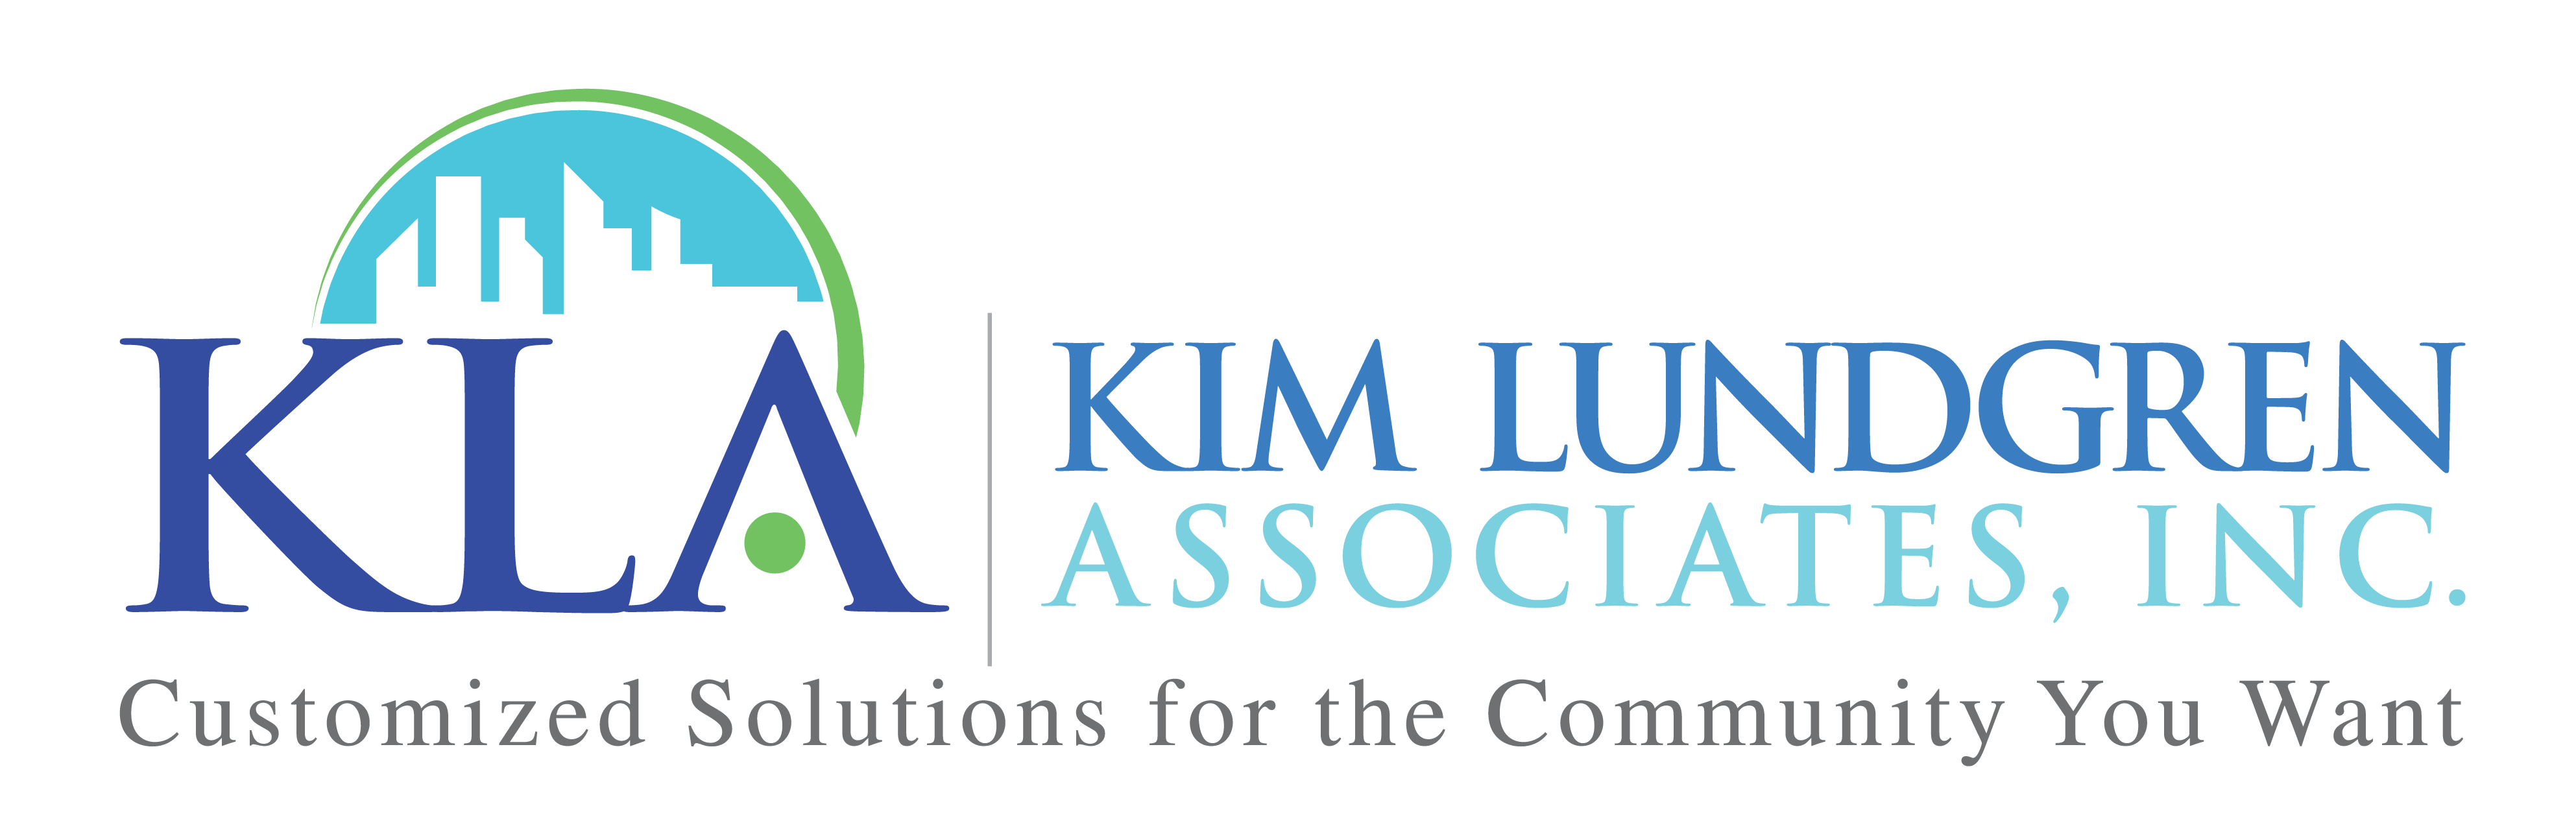 KLA
KIM LUNDGREN
ASSOCIATES, INC.
Customized Solutions for the Community You Want